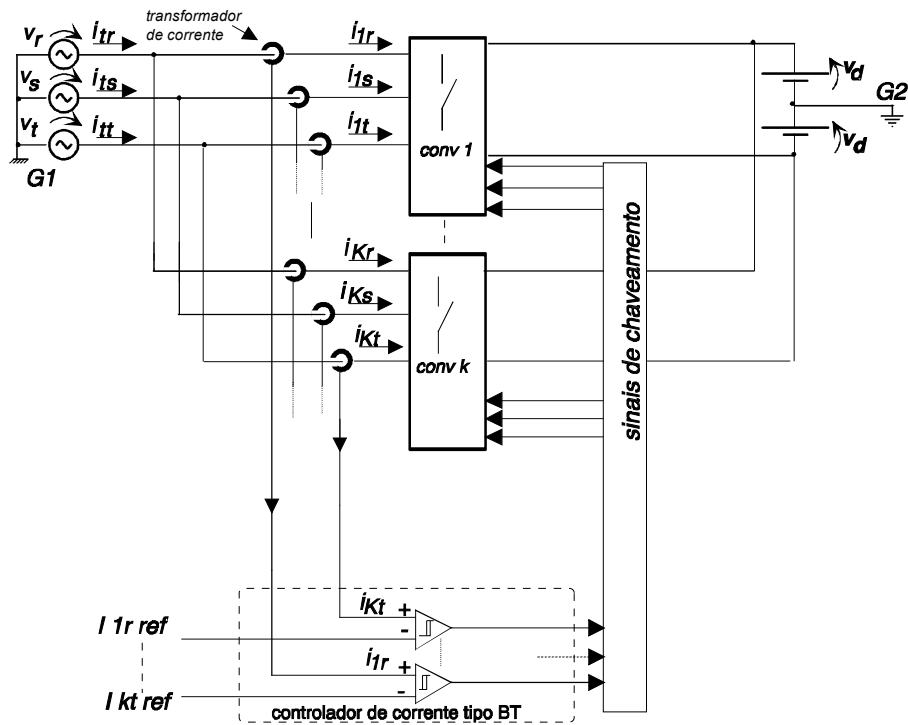 transformador
de corrente
v_r
i_tr
v_s
i_ts
v_t
i_tt
G1
i_1r
i_1s
i_1t
conv 1
v_d
G2
v_d
i_Kr
i_Ks
i_Kt
conv k
sinais de chaveamento
i_Kt
+
-
I 1r ref
i_1r
+
-
I kt ref
controlador de corrente tipo BT